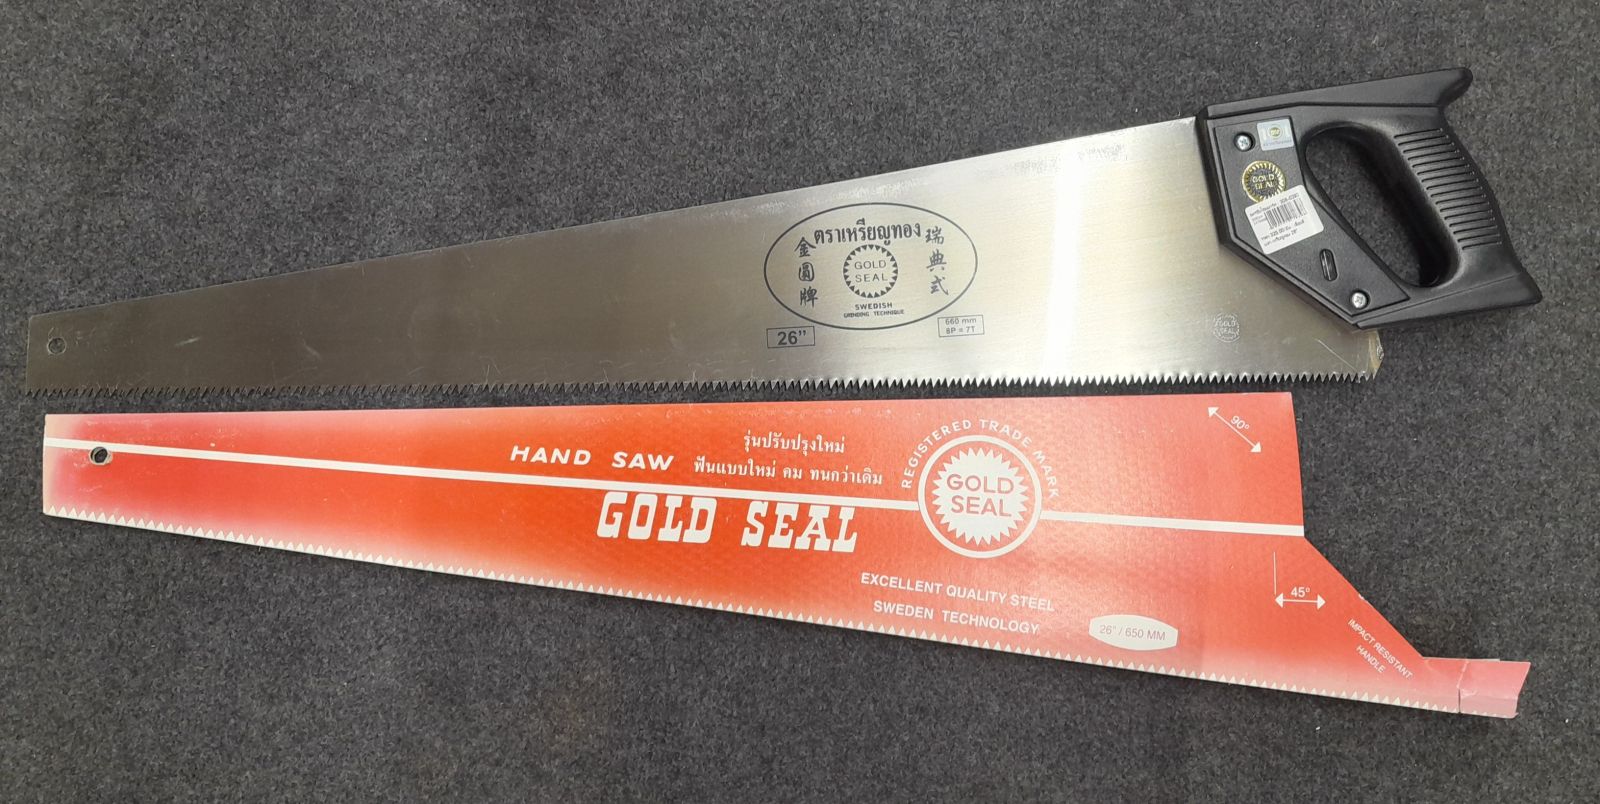 ตราเหรียญทอง
金圓牌
GOLD
SEAL
瑞典式
SWEDISH
GRINDING TECHNIQUE
26"
660 mm
8P = 7T
GOLD
SEAL
GOLD
SEAL
HAND SAW
รุ่นปรับปรุงใหม่
ฟันแบบใหม่ คม ทนกว่าเดิม
GOLD SEAL
REGISTERED TRADE MARK
GOLD
SEAL
EXCELLENT QUALITY STEEL
SWEDEN TECHNOLOGY
26" / 650 MM
90°
45°
IMPACT RESISTANT
HANDLE